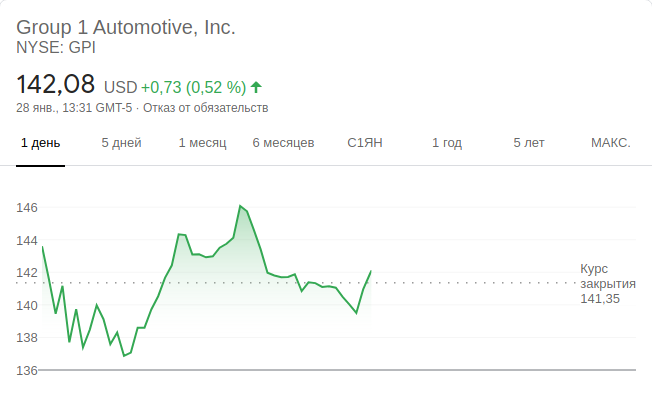 Group 1 Automotive, Inc.
NYSE: GPI
142,08 USD +0,73 (0,52 %)
28 янв., 13:31 GMT-5 · Отказ от обязательств
1 день 5 дней 1 месяц 6 месяцев С1ЯН 1 год 5 лет МАКС.
146
144
142
140
138
136
Курс
закрытия
141,35